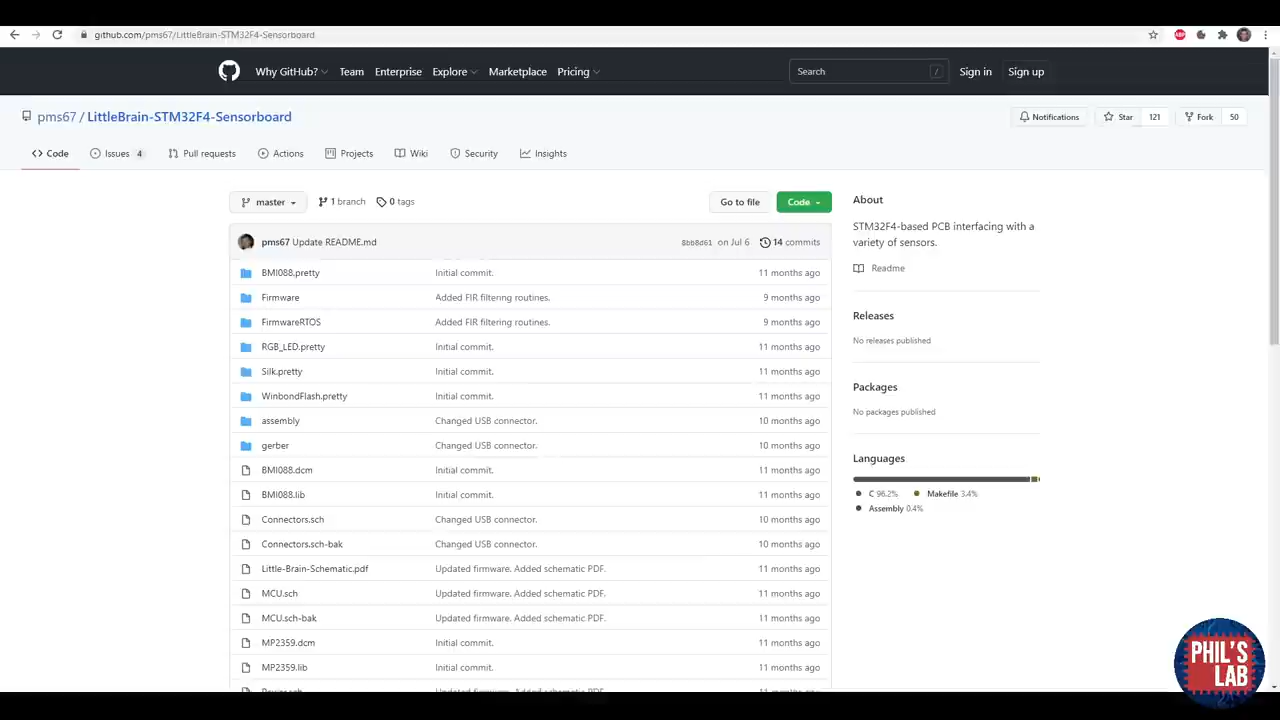 github.com/pms67/LittleBrain-STM32F4-Sensorboard
Why GitHub? Team Enterprise Explore Marketplace Pricing Search / Sign in Sign up
pms67 / LittleBrain-STM32F4-Sensorboard Notifications Star 121 Fork 50
Code Issues 4 Pull requests Actions Projects Wiki Security Insights
master 1 branch 0 tags Go to file Code
pms67 Update README.md 8bb8d61 on Jul 6 14 commits
BMI088.pretty Initial commit. 11 months ago
Firmware Added FIR filtering routines. 9 months ago
FirmwareRTOS Added FIR filtering routines. 9 months ago
RGB_LED.pretty Initial commit. 11 months ago
Silk.pretty Initial commit. 11 months ago
WinbondFlash.pretty Initial commit. 11 months ago
assembly Changed USB connector. 10 months ago
gerber Changed USB connector. 10 months ago
BMI088.dcm Initial commit. 11 months ago
BMI088.lib Initial commit. 11 months ago
Connectors.sch Changed USB connector. 10 months ago
Connectors.sch-bak Changed USB connector. 10 months ago
Little-Brain-Schematic.pdf Updated firmware. Added schematic PDF. 11 months ago
MCU.sch Updated firmware. Added schematic PDF. 11 months ago
MCU.sch-bak Updated firmware. Added schematic PDF. 11 months ago
MP2359.dcm Initial commit. 11 months ago
MP2359.lib Initial commit. 11 months ago
About
STM32F4-based PCB interfacing with a
variety of sensors.
Readme
Releases
No releases published
Packages
No packages published
Languages
C 96.2% Makefile 3.4%
Assembly 0.4%
PHIL'S
LAB